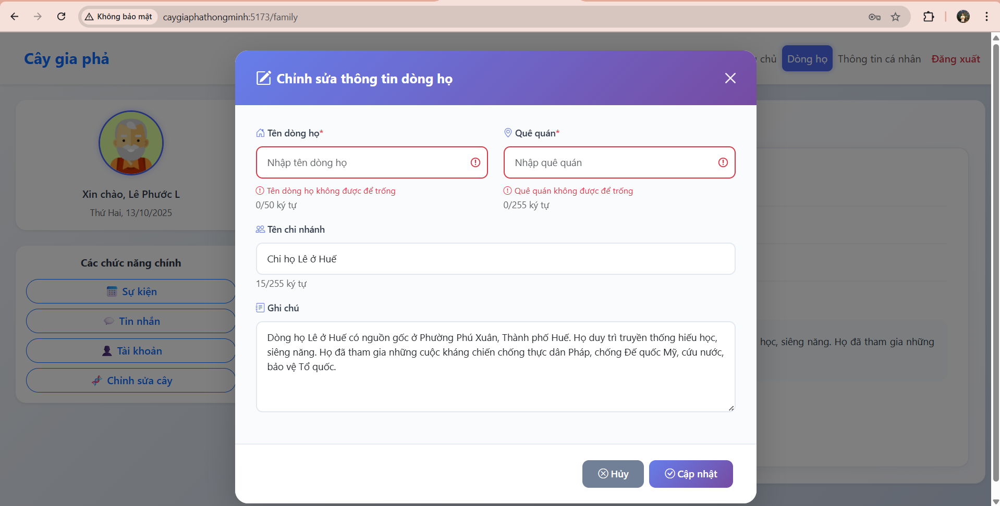 Không bảo mật
caygiaphathongminh:5173/family
Cây gia phả
chủ
Dòng họ
Thông tin cá nhân
Đăng xuất
Xin chào, Lê Phước L
Thứ Hai, 13/10/2025
Các chức năng chính
Sự kiện
Tin nhắn
Tài khoản
Chỉnh sửa cây
Chỉnh sửa thông tin dòng họ
Tên dòng họ*
Quê quán*
Nhập tên dòng họ
Nhập quê quán
Tên dòng họ không được để trống
Quê quán không được để trống
0/50 ký tự
0/255 ký tự
Tên chi nhánh
Chi họ Lê ở Huế
15/255 ký tự
Ghi chú
Dòng họ Lê ở Huế có nguồn gốc ở Phường Phú Xuân, Thành phố Huế. Họ duy trì truyền thống hiếu học,
siêng năng. Họ đã tham gia những cuộc kháng chiến chống thực dân Pháp, chống Đế quốc Mỹ, cứu nước,
bảo vệ Tổ quốc.
học, siêng năng. Họ đã tham gia những
Hủy
Cập nhật